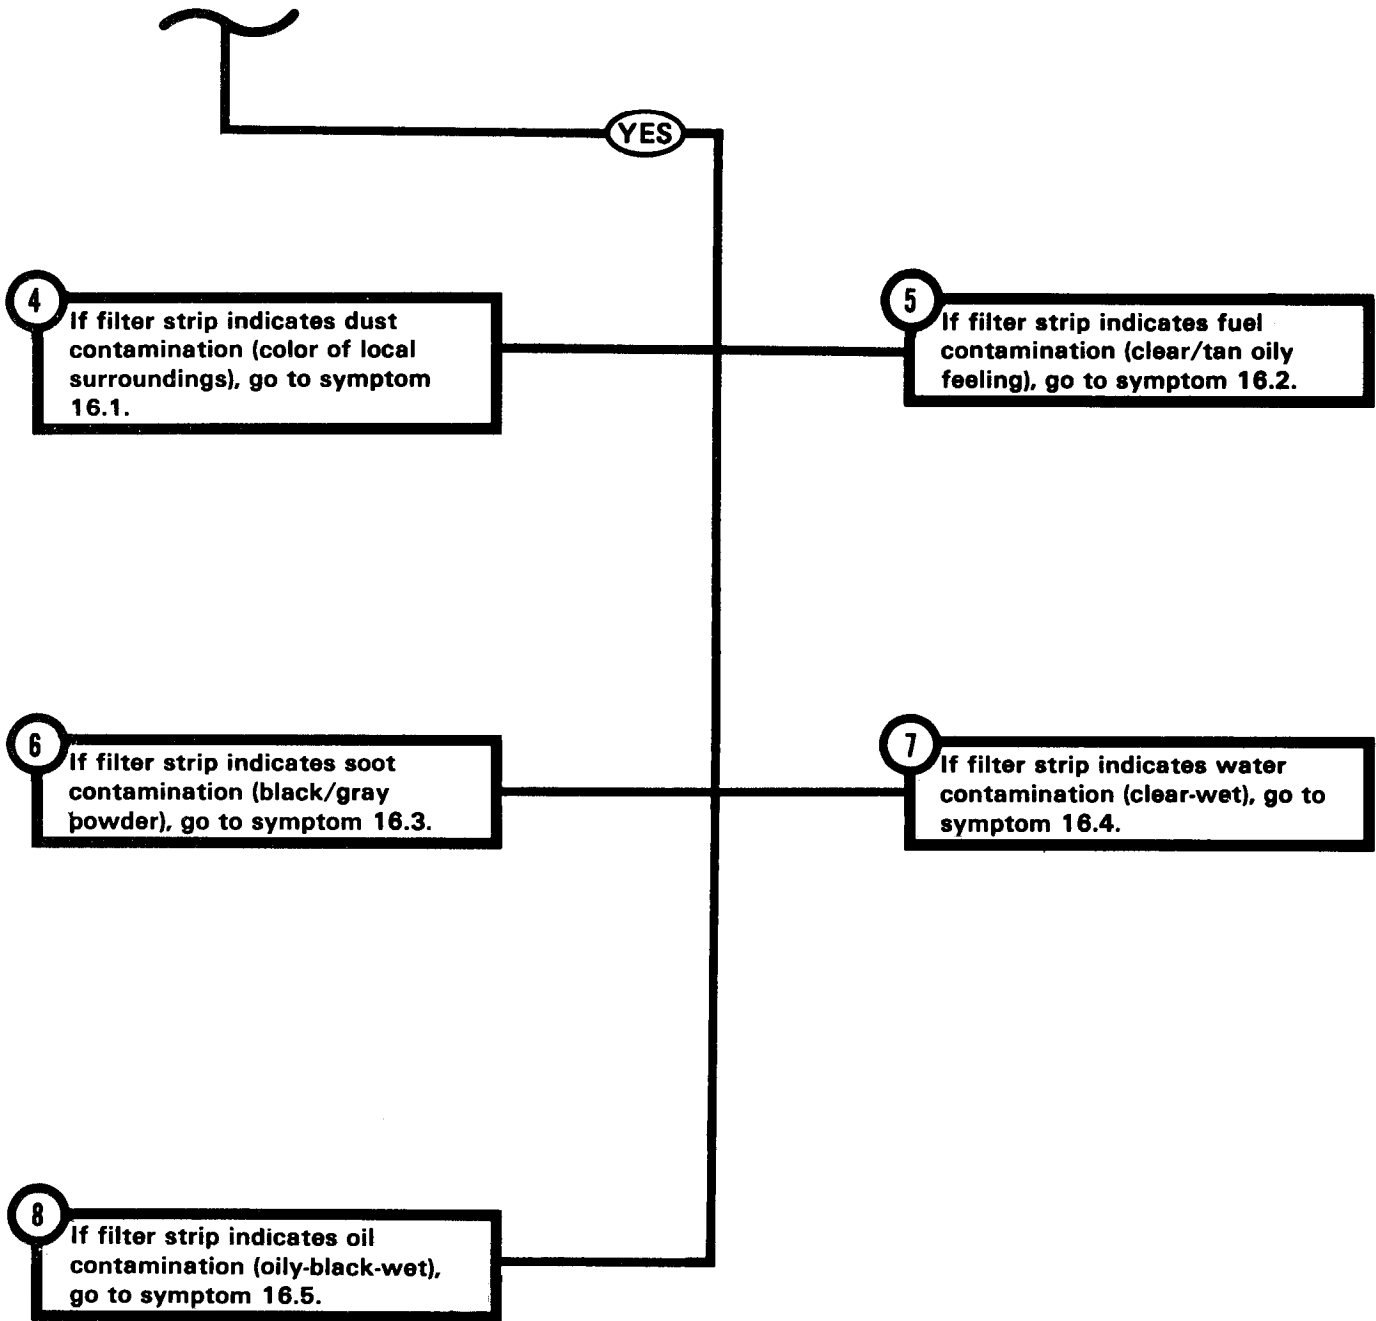 YES
4
If filter strip indicates dust
contamination (color of local
surroundings), go to symptom
16.1.
5
If filter strip indicates fuel
contamination (clear/tan oily
feeling), go to symptom 16.2.
6
If filter strip indicates soot
contamination (black/gray
powder), go to symptom 16.3.
7
If filter strip indicates water
contamination (clear-wet), go to
symptom 16.4.
8
If filter strip indicates oil
contamination (oily-black-wet),
go to symptom 16.5.